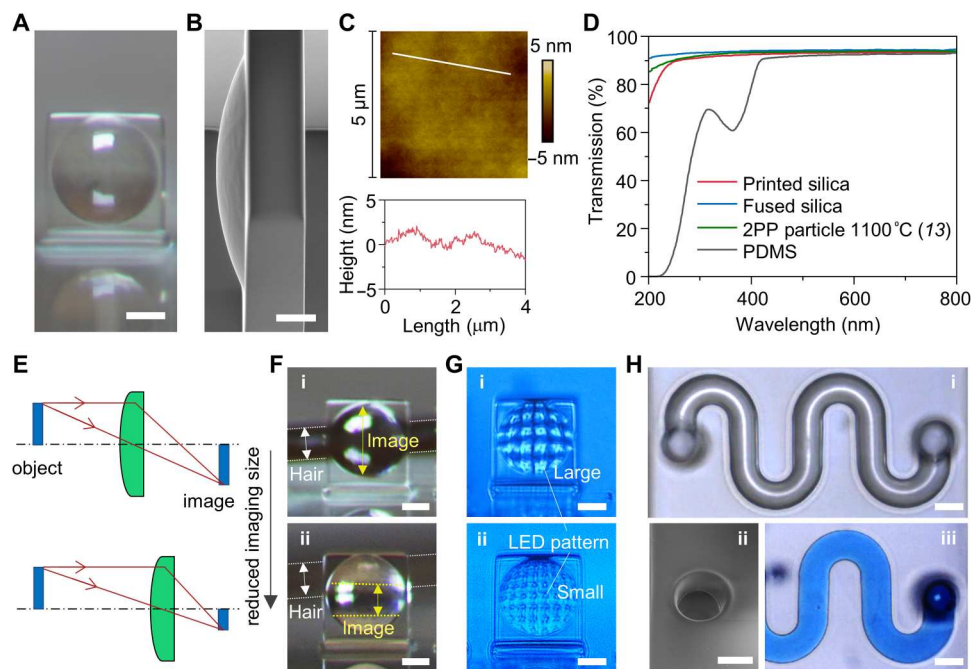 A
B
C
5 nm
−5 nm
5 μm
5
0
−5
Height (nm)
0 1 2 3 4
Length (μm)
D
100
80
60
40
20
0
Transmission (%)
Printed silica
Fused silica
2PP particle 1100°C (13)
PDMS
200 400 600 800
Wavelength (nm)
E
object
image
reduced imaging size
F
i
Image
Hair
ii
Hair
Image
G
i
Large
LED pattern
ii
Small
H
i
ii
iii